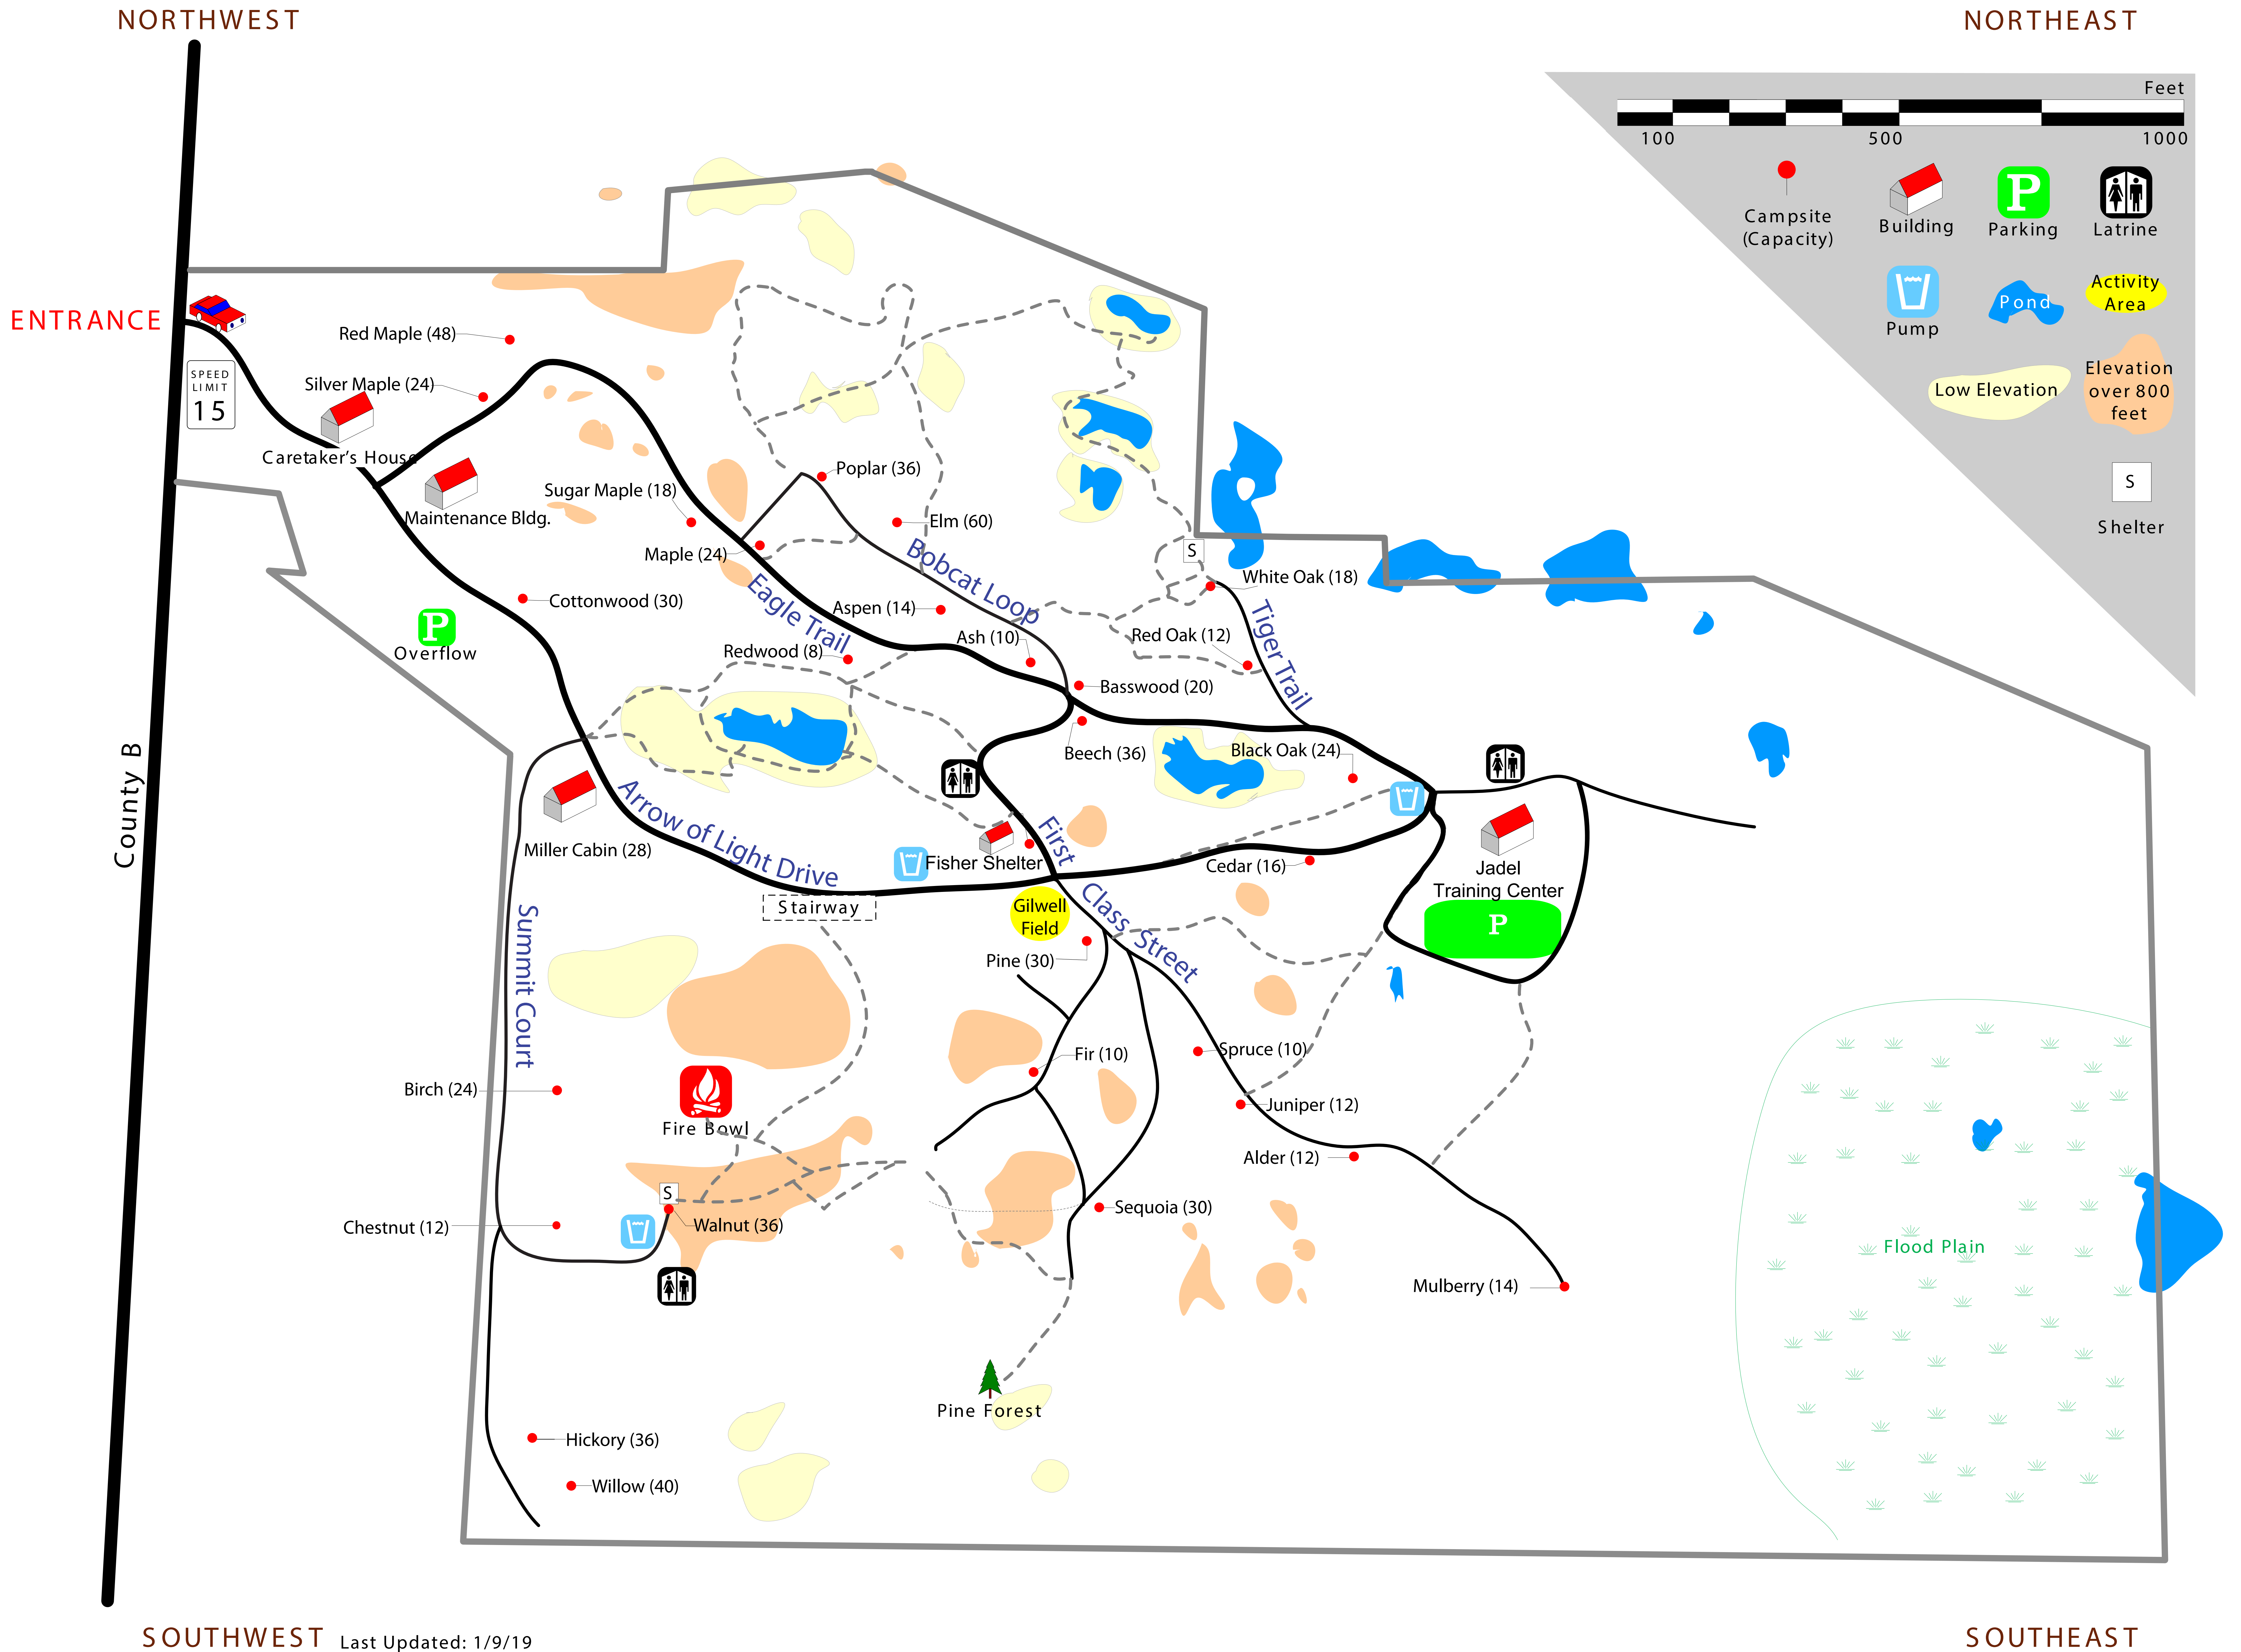 NORTHWEST
NORTHEAST
Feet
100 500 1000
Campsite
(Capacity)
Building
Parking
Latrine
Pump
Pond
Activity
Area
Low Elevation
Elevation
over 800
feet
S
Shelter
ENTRANCE
SPEED
LIMIT
15
Red Maple (48)
Silver Maple (24)
Caretaker's House
Maintenance Bldg.
Sugar Maple (18)
Maple (24)
Poplar (36)
Elm (60)
Bobcat Loop
Eagle Trail
Aspen (14)
Ash (10)
Redwood (8)
S
White Oak (18)
Red Oak (12)
Tiger Trail
Cottonwood (30)
P
Overflow
Basswood (20)
Beech (36)
Black Oak (24)
County B
Miller Cabin (28)
Arrow of Light Drive
Fisher Shelter
First
Class Street
Cedar (16)
Jadel
Training Center
P
Stairway
Gilwell
Field
Pine (30)
Summit Court
Birch (24)
Fire Bowl
Fir (10)
Spruce (10)
Juniper (12)
Alder (12)
Chestnut (12)
S
Walnut (36)
Sequoia (30)
Mulberry (14)
Flood Plain
Pine Forest
Hickory (36)
Willow (40)
SOUTHWEST
Last Updated: 1/9/19
SOUTHEAST